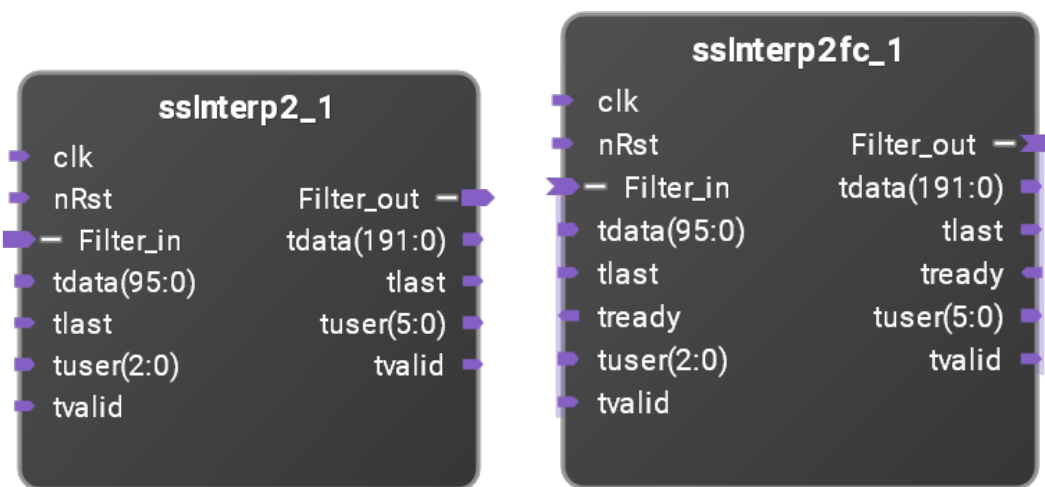 ssInterp2_1
clk
nRst
Filter_out
Filter_in
tdata(191:0)
tdata(95:0)
tlast
tlast
tuser(5:0)
tuser(2:0)
tvalid
tvalid
ssInterp2fc_1
clk
nRst
Filter_out
Filter_in
tdata(191:0)
tdata(95:0)
tlast
tlast
tready
tready
tuser(5:0)
tuser(2:0)
tvalid
tvalid